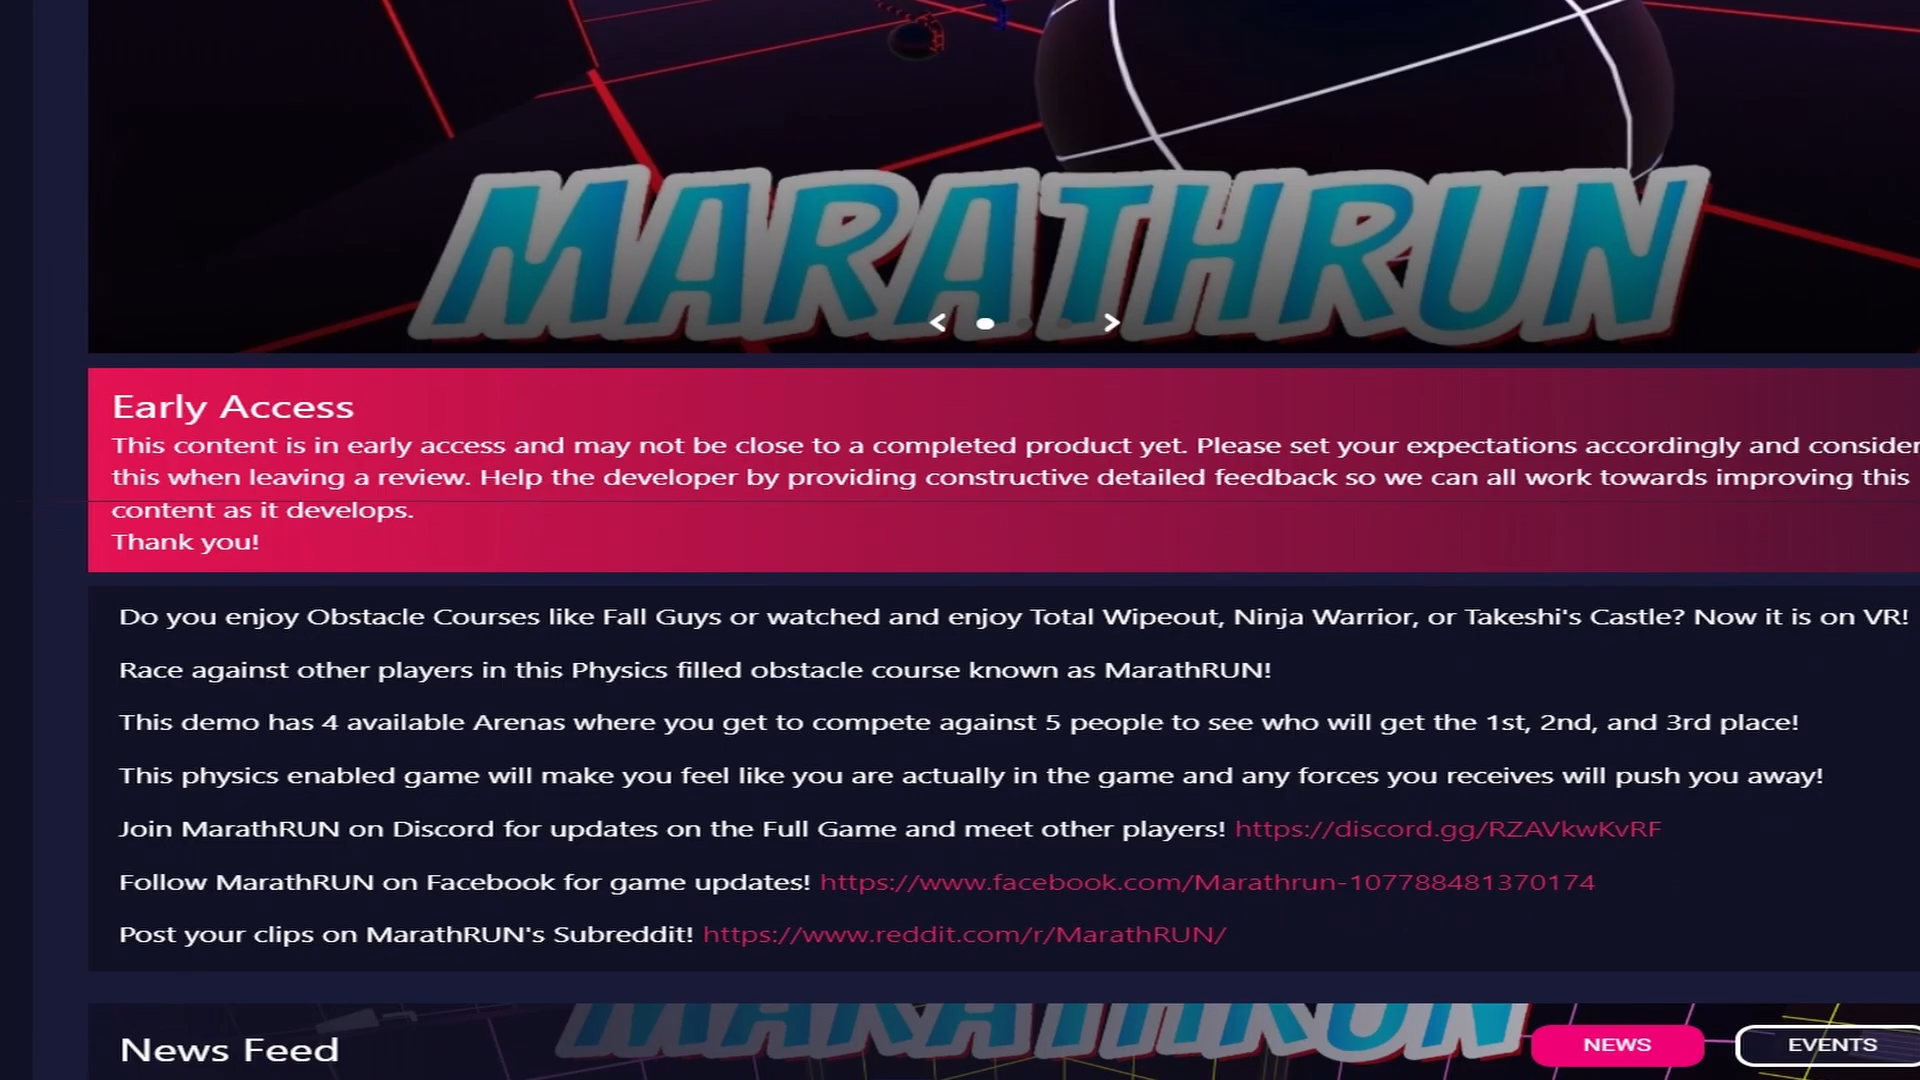 MARATHRUN
Early Access
This content is in early access and may not be close to a completed product yet. Please set your expectations accordingly and consider
this when leaving a review. Help the developer by providing constructive detailed feedback so we can all work towards improving this
content as it develops.
Thank you!
Do you enjoy Obstacle Courses like Fall Guys or watched and enjoy Total Wipeout, Ninja Warrior, or Takeshi's Castle? Now it is on VR!
Race against other players in this Physics filled obstacle course known as MarathRUN!
This demo has 4 available Arenas where you get to compete against 5 people to see who will get the 1st, 2nd, and 3rd place!
This physics enabled game will make you feel like you are actually in the game and any forces you receives will push you away!
Join MarathRUN on Discord for updates on the Full Game and meet other players! https://discord.gg/RZAVkwKvRF
Follow MarathRUN on Facebook for game updates! https://www.facebook.com/Marathrun-107788481370174
Post your clips on MarathRUN's Subreddit! https://www.reddit.com/r/MarathRUN/
MARATHRUN
News Feed
NEWS
EVENTS